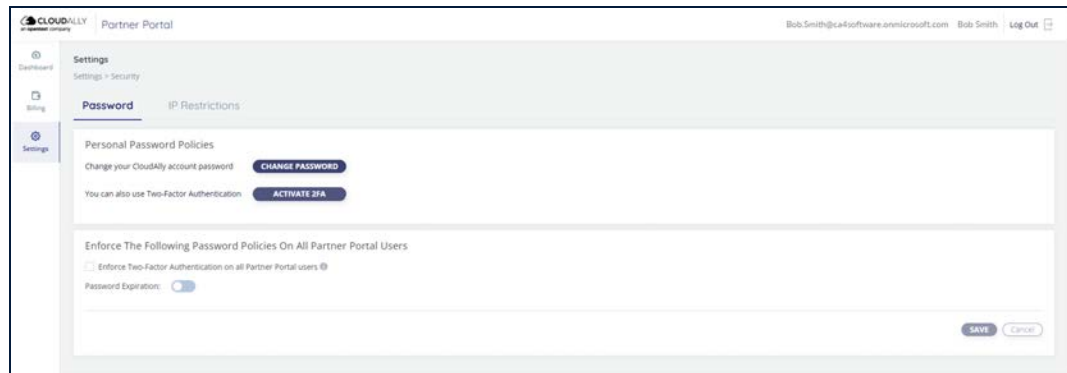 CLOUDALLY
an opentext company
Partner Portal
Bob.Smith@ca4software.onmicrosoft.com Bob Smith Log Out
Dashboard
Billing
Settings
Settings
Settings > Security
Password IP Restrictions
Personal Password Policies
Change your CloudAlly account password CHANGE PASSWORD
You can also use Two-Factor Authentication ACTIVATE 2FA
Enforce The Following Password Policies On All Partner Portal Users
Enforce Two-Factor Authentication on all Partner Portal users
Password Expiration:
SAVE Cancel